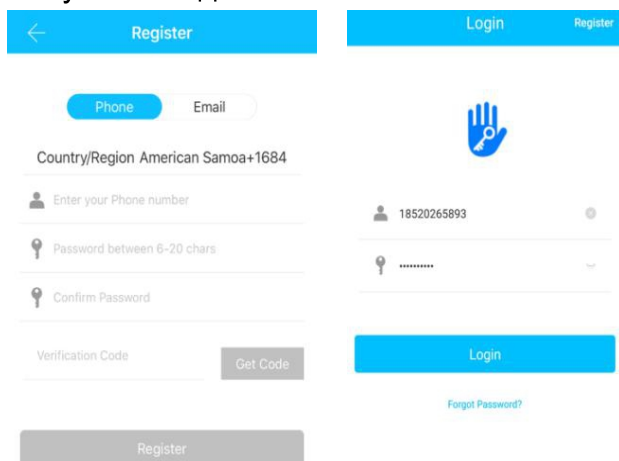 Register
Phone Email
Country/Region American Samoa+1684
Enter your Phone number
Password between 6-20 chars
Confirm Password
Verification Code Get Code
Register
Login Register
18520265893
..........
Login
Forgot Password?